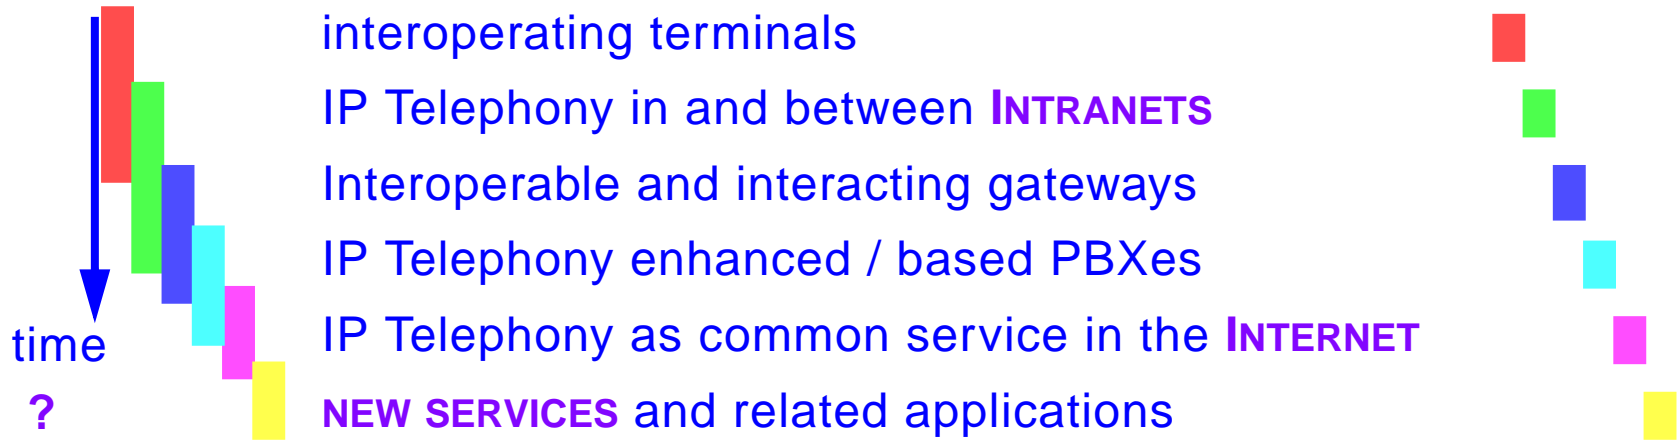 interoperating terminals
IP Telephony in and between INTRANETS
Interoperable and interacting gateways
IP Telephony enhanced / based PBXes
IP Telephony as common service in the INTERNET
time
? NEW SERVICES and related applications